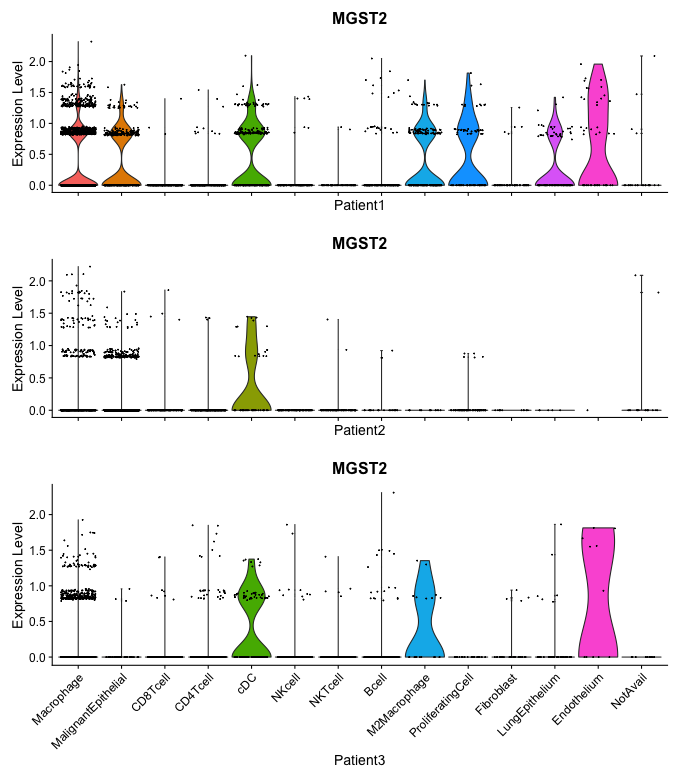 MGST2
Expression Level
2.0
1.5
1.0
0.5
0.0
Patient1
MGST2
Expression Level
2.0
1.5
1.0
0.5
0.0
Patient2
MGST2
Expression Level
2.0
1.5
1.0
0.5
0.0
Macrophage
MalignantEpithelial
CD8Tcell
CD4Tcell
cDC
NKcell
NKTcell
Bcell
M2Macrophage
ProliferatingCell
Fibroblast
LungEpithelium
Endothelium
NotAvail
Patient3